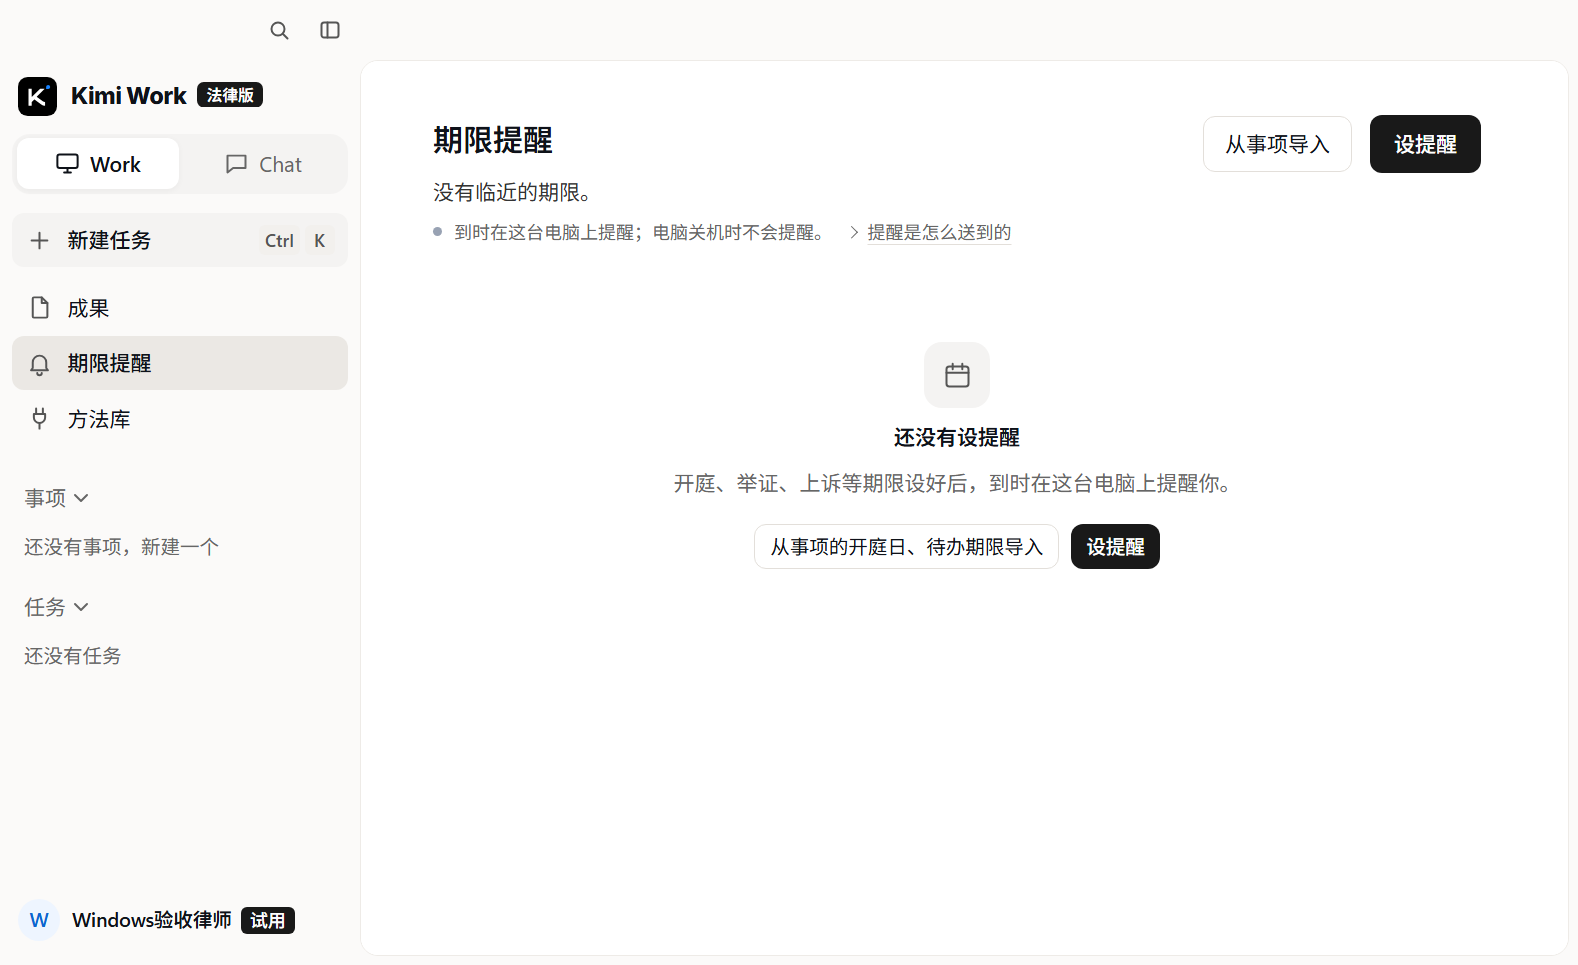 Kimi Work 法律版
Work
Chat
新建任务 Ctrl K
成果
期限提醒
方法库
事项
还没有事项，新建一个
任务
还没有任务
W Windows验收律师 试用
期限提醒
从事项导入 设提醒
没有临近的期限。
到时在这台电脑上提醒；电脑关机时不会提醒。 提醒是怎么送到的
还没有设提醒
开庭、举证、上诉等期限设好后，到时在这台电脑上提醒你。
从事项的开庭日、待办期限导入 设提醒